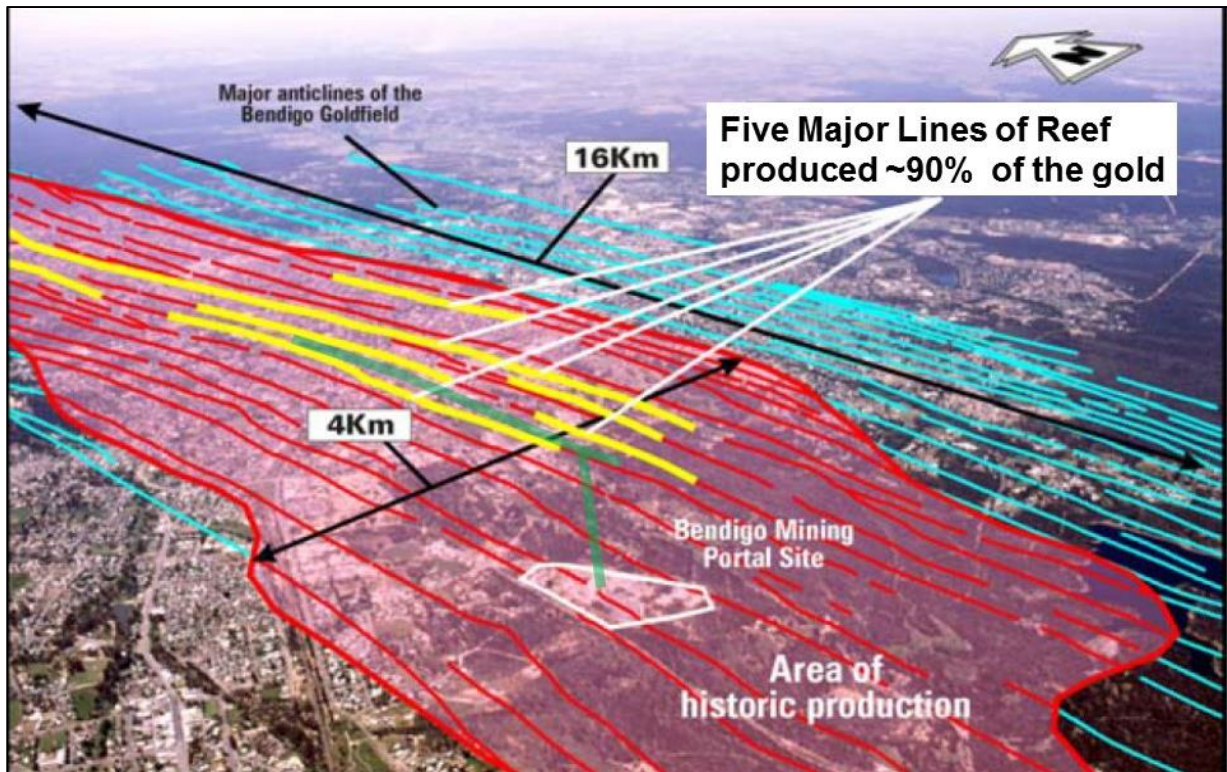 N
Major anticlines of the
Bendigo Goldfield
16Km
Five Major Lines of Reef
produced ~90% of the gold
4Km
Bendigo Mining
Portal Site
Area of
historic production